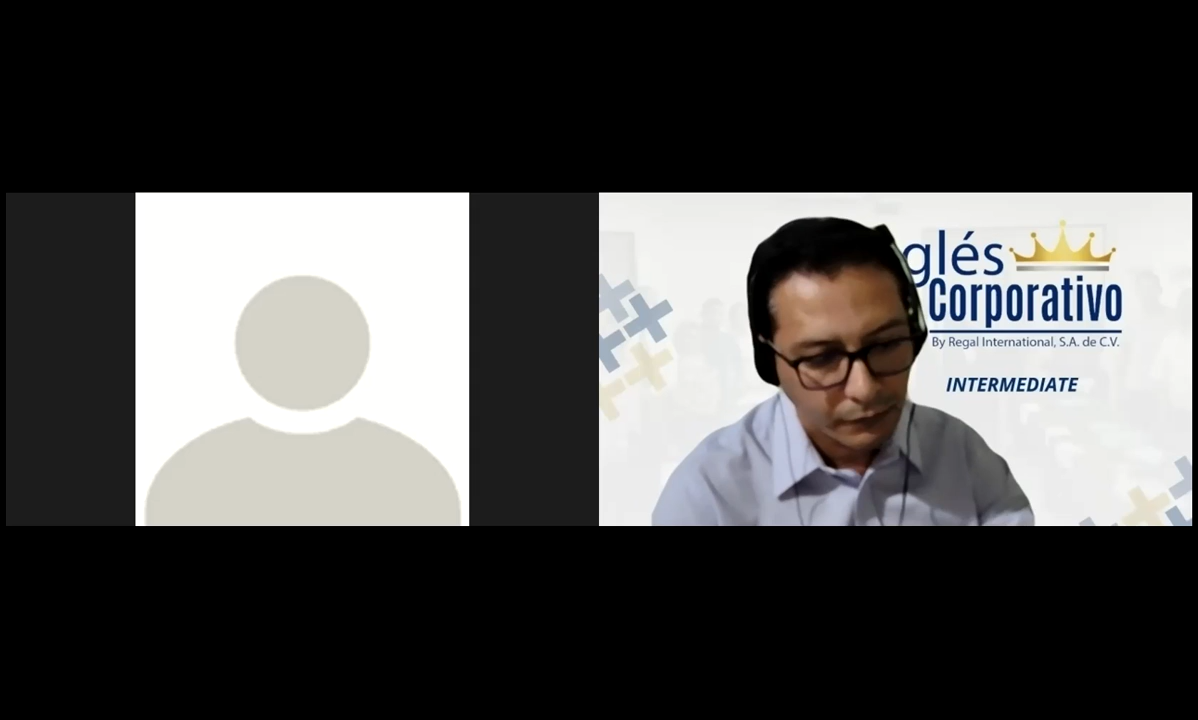 glés
Corporativo
By Regal International, S.A. de C.V.
INTERMEDIATE